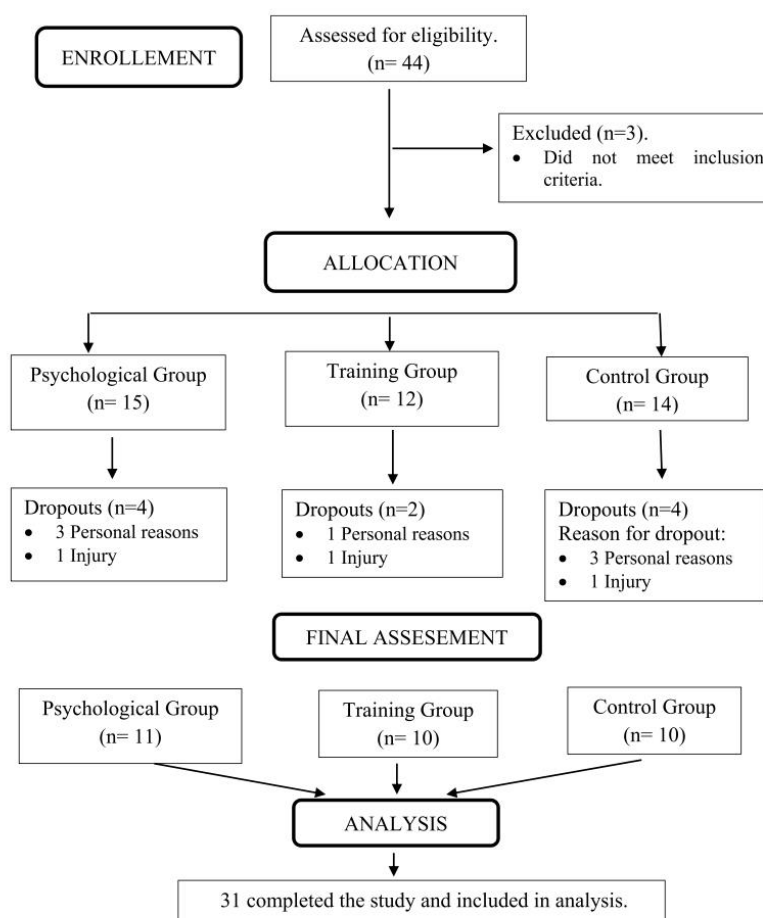 ENROLLEMENT
Assessed for eligibility.
(n= 44)
Excluded (n=3).
• Did not meet inclusion
criteria.
ALLOCATION
Psychological Group
(n= 15)
Training Group
(n= 12)
Control Group
(n= 14)
Dropouts (n=4)
• 3 Personal reasons
• 1 Injury
Dropouts (n=2)
• 1 Personal reasons
• 1 Injury
Dropouts (n=4)
Reason for dropout:
• 3 Personal reasons
• 1 Injury
FINAL ASSESEMENT
Psychological Group
(n= 11)
Training Group
(n= 10)
Control Group
(n= 10)
ANALYSIS
31 completed the study and included in analysis.